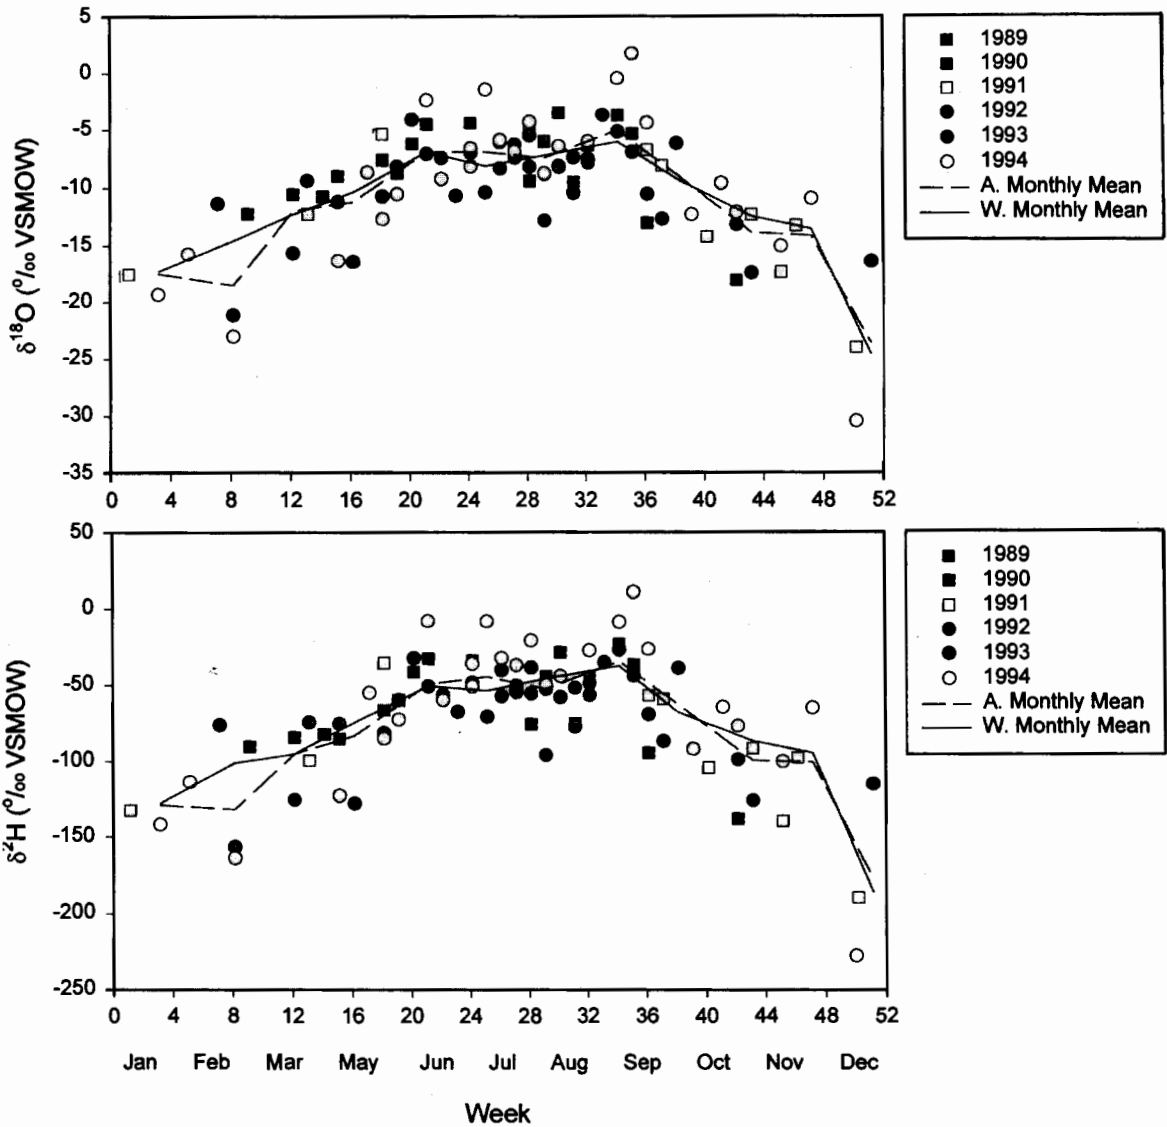 5
0
-5
-10
-15
-20
-25
-30
-35
δ18O (o/oo VSMOW)
0 4 8 12 16 20 24 28 32 36 40 44 48 52
1989
1990
1991
1992
1993
1994
A. Monthly Mean
W. Monthly Mean
50
0
-50
-100
-150
-200
-250
δ2H (o/oo VSMOW)
0 4 8 12 16 20 24 28 32 36 40 44 48 52
Jan Feb Mar May Jun Jul Aug Sep Oct Nov Dec
Week
1989
1990
1991
1992
1993
1994
A. Monthly Mean
W. Monthly Mean